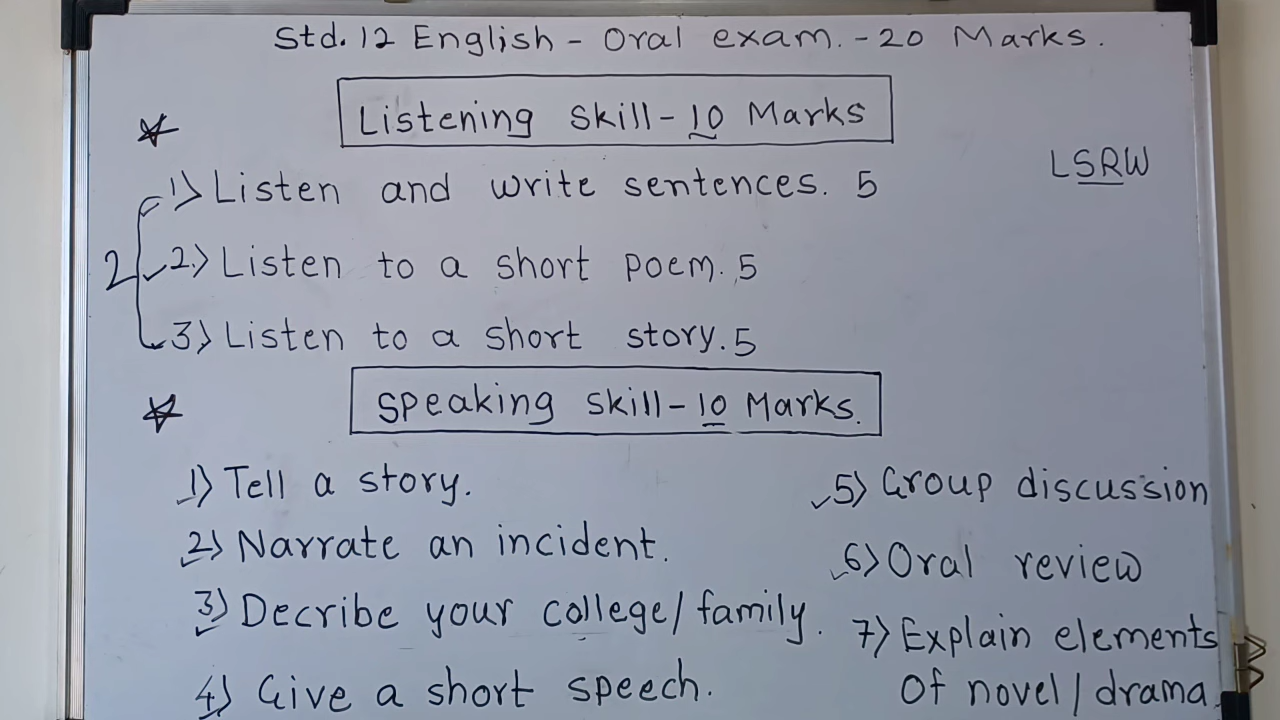 Std. 12 English - Oral exam. - 20 Marks.
Listening Skill - 10 Marks
LSRW
1) Listen and write sentences. 5
2
2.) Listen to a short poem. 5
3) Listen to a short story. 5
Speaking Skill - 10 Marks.
1) Tell a story.
2) Narrate an incident.
3) Decribe your college/family.
4) Give a short speech.
5) Group discussion
6) Oral review
7) Explain elements
Of novel/drama.